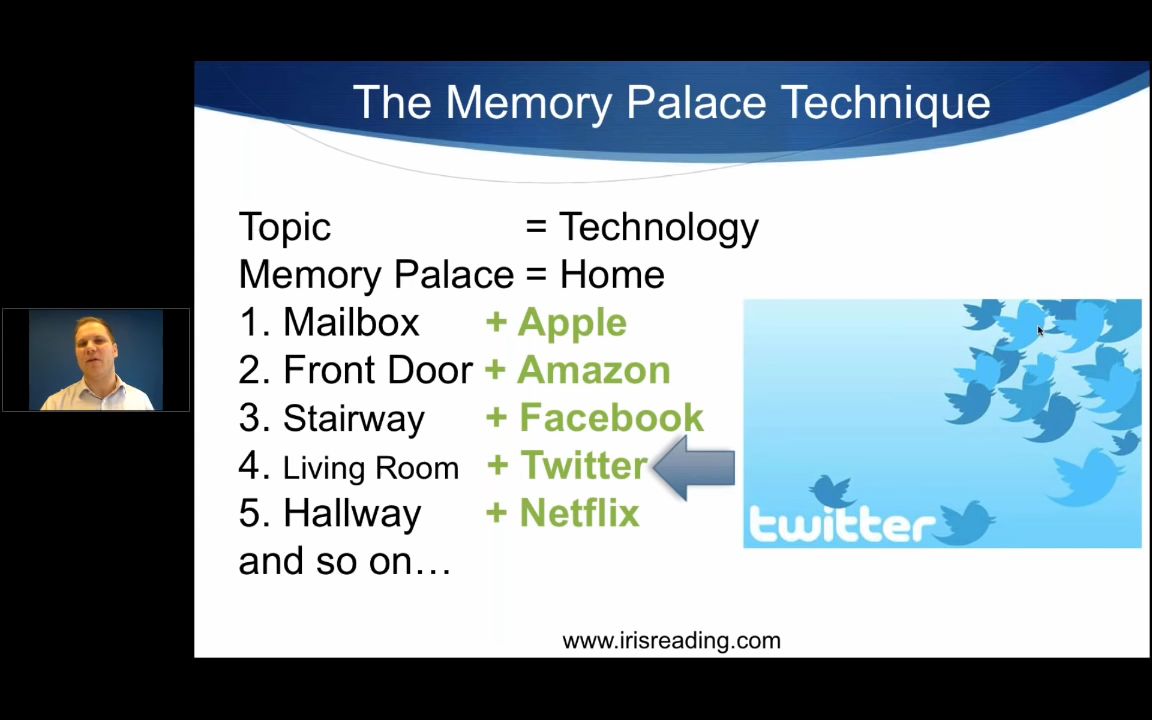 The Memory Palace Technique
Topic = Technology
Memory Palace = Home
1. Mailbox + Apple
2. Front Door + Amazon
3. Stairway + Facebook
4. Living Room + Twitter
5. Hallway + Netflix
and so on…
twitter
www.irisreading.com